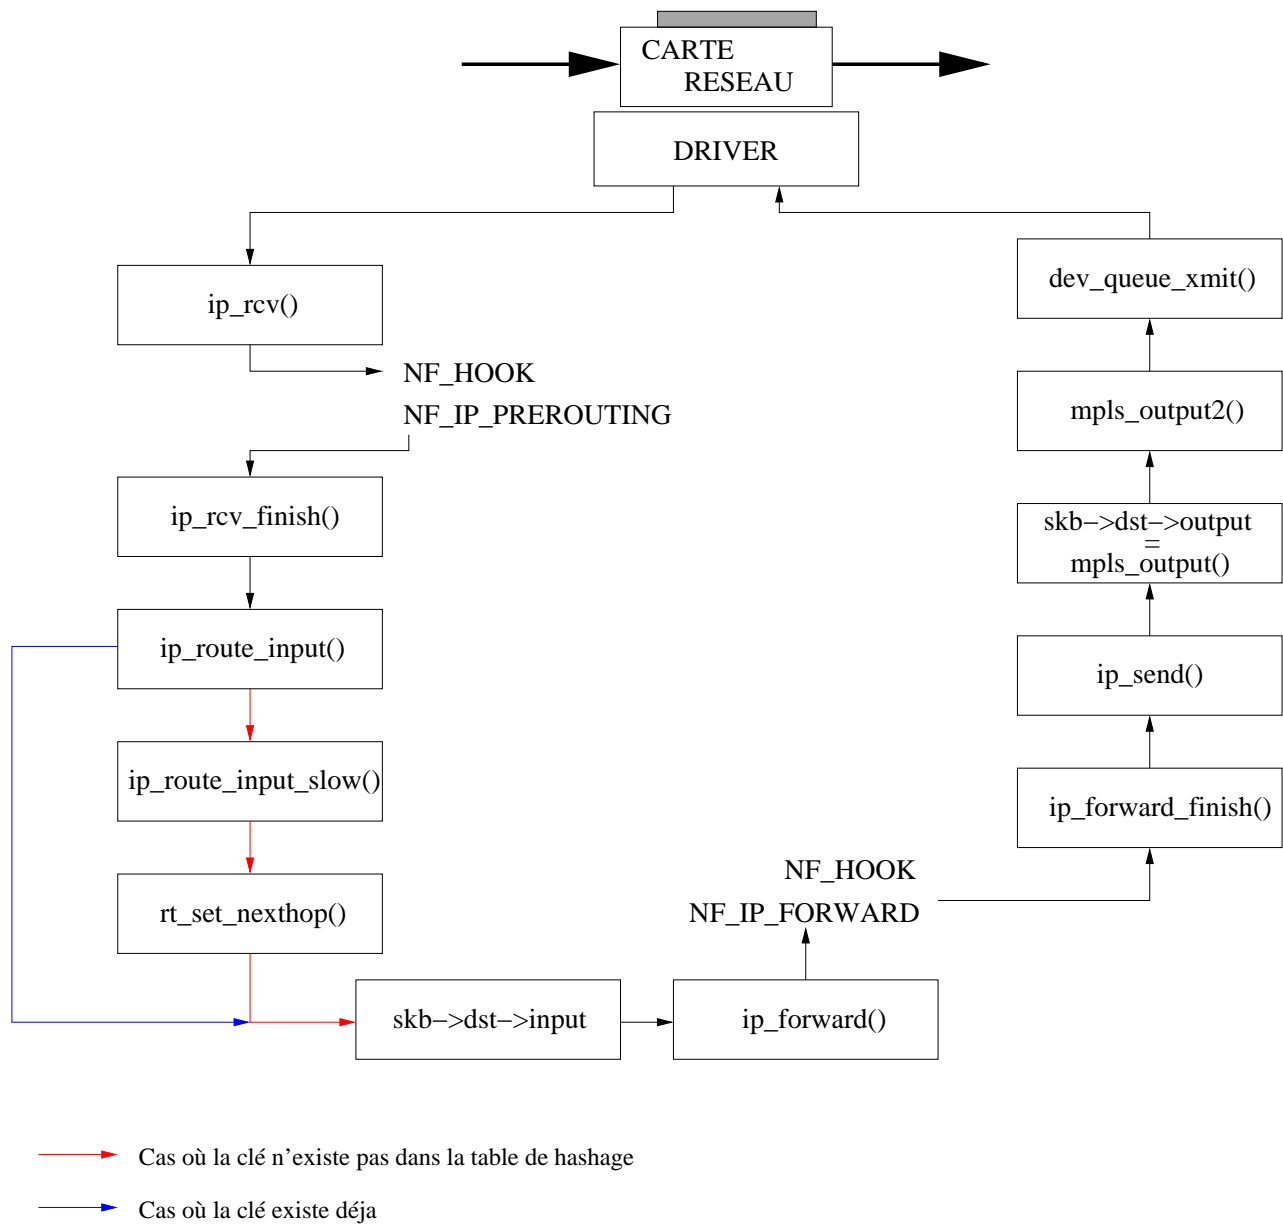 CARTE
RESEAU
DRIVER
ip_rcv()
NF_HOOK
NF_IP_PREROUTING
ip_rcv_finish()
ip_route_input()
ip_route_input_slow()
rt_set_nexthop()
skb−>dst−>input
ip_forward()
NF_HOOK
NF_IP_FORWARD
ip_forward_finish()
ip_send()
skb−>dst−>output
=
mpls_output()
mpls_output2()
dev_queue_xmit()
Cas où la clé n'existe pas dans la table de hashage
Cas où la clé existe déja